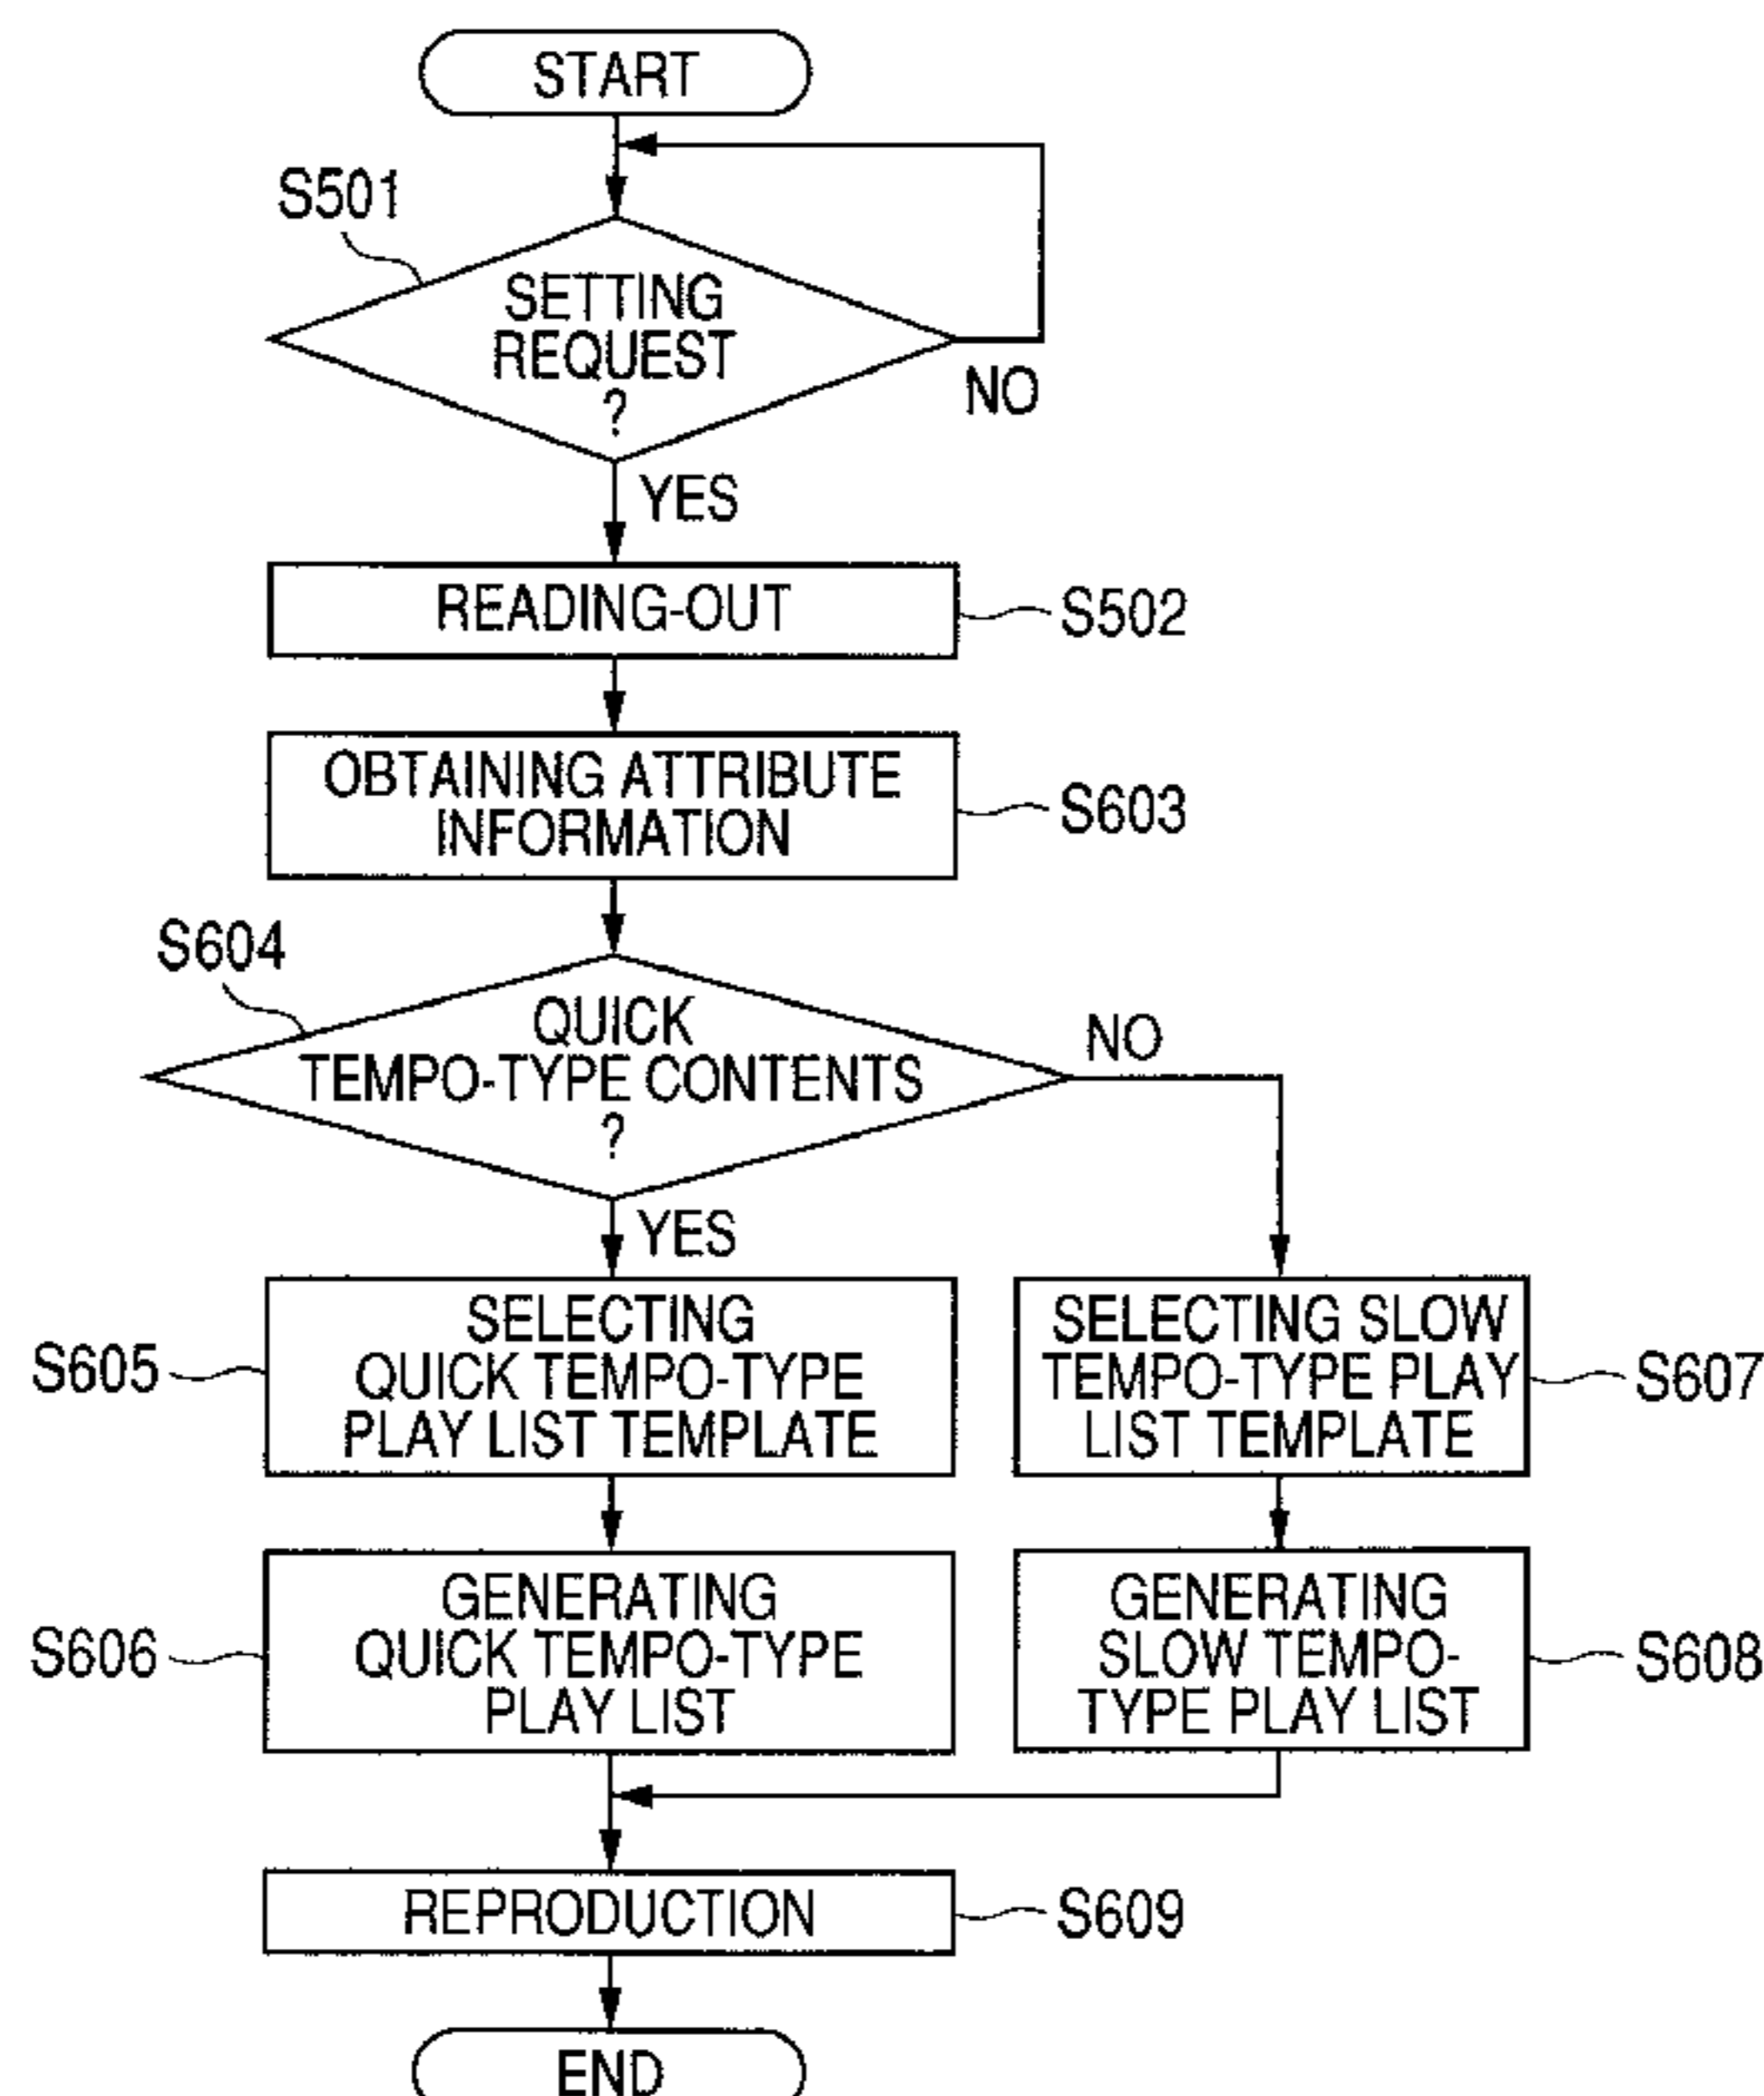 START
S501
SETTING
REQUEST
?
NO
YES
READING-OUT
S502
OBTAINING ATTRIBUTE
INFORMATION
S603
S604
QUICK
TEMPO-TYPE CONTENTS
?
NO
YES
S605
SELECTING
QUICK TEMPO-TYPE
PLAY LIST TEMPLATE
SELECTING SLOW
TEMPO-TYPE PLAY
LIST TEMPLATE
S607
S606
GENERATING
QUICK TEMPO-TYPE
PLAY LIST
GENERATING
SLOW TEMPO-
TYPE PLAY LIST
S608
REPRODUCTION
S609
END